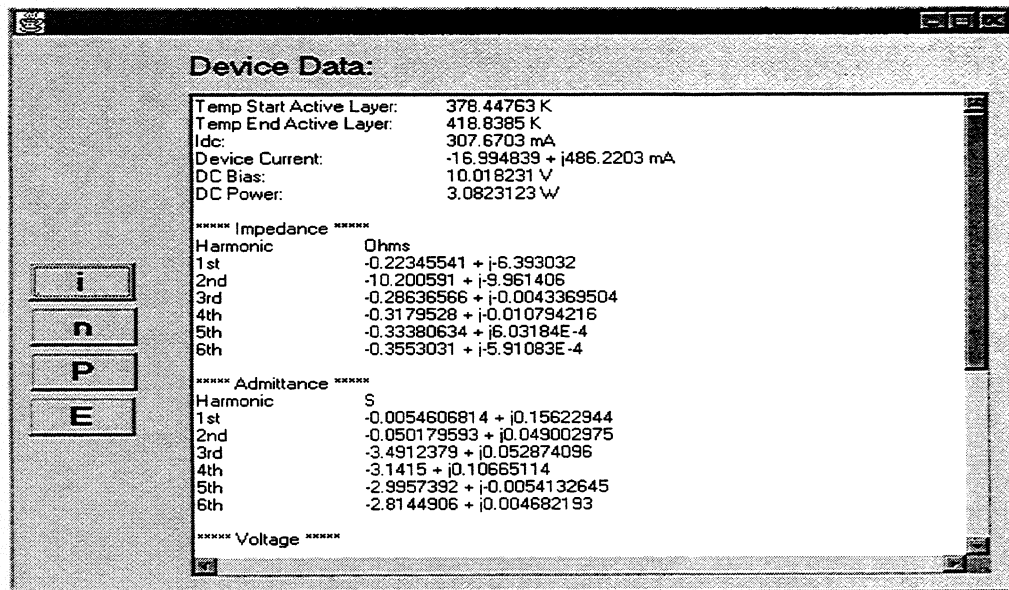 Device Data:
Temp Start Active Layer: 378.44763 K
Temp End Active Layer: 418.8385 K
Idc: 307.6703 mA
Device Current: -16.994839 + j486.2203 mA
DC Bias: 10.018231 V
DC Power: 3.0823123 W
***** Impedance *****
Harmonic Ohms
1st -0.22345541 + j-6.393032
2nd -10.200591 + j-9.961406
3rd -0.28636566 + j-0.0043369504
4th -0.3179528 + j-0.010794216
5th -0.33380634 + j6.03184E-4
6th -0.3553031 + j-5.91083E-4
***** Admittance *****
Harmonic S
1st -0.0054606814 + j0.15622944
2nd -0.050179593 + j0.049002975
3rd -3.4912379 + j0.052874096
4th -3.1415 + j0.10665114
5th -2.9957392 + j-0.0054132645
6th -2.8144906 + j0.004682193
***** Voltage *****
i
n
P
E